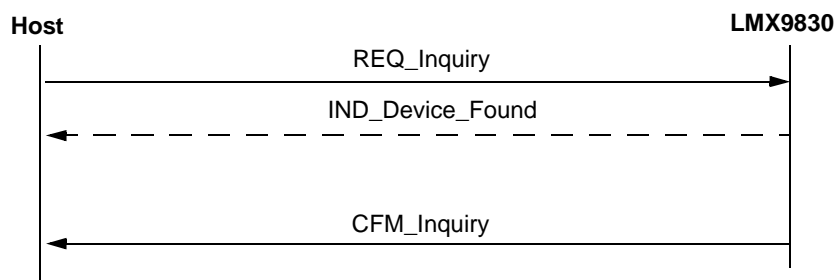 Host
LMX9830
REQ_Inquiry
IND_Device_Found
CFM_Inquiry